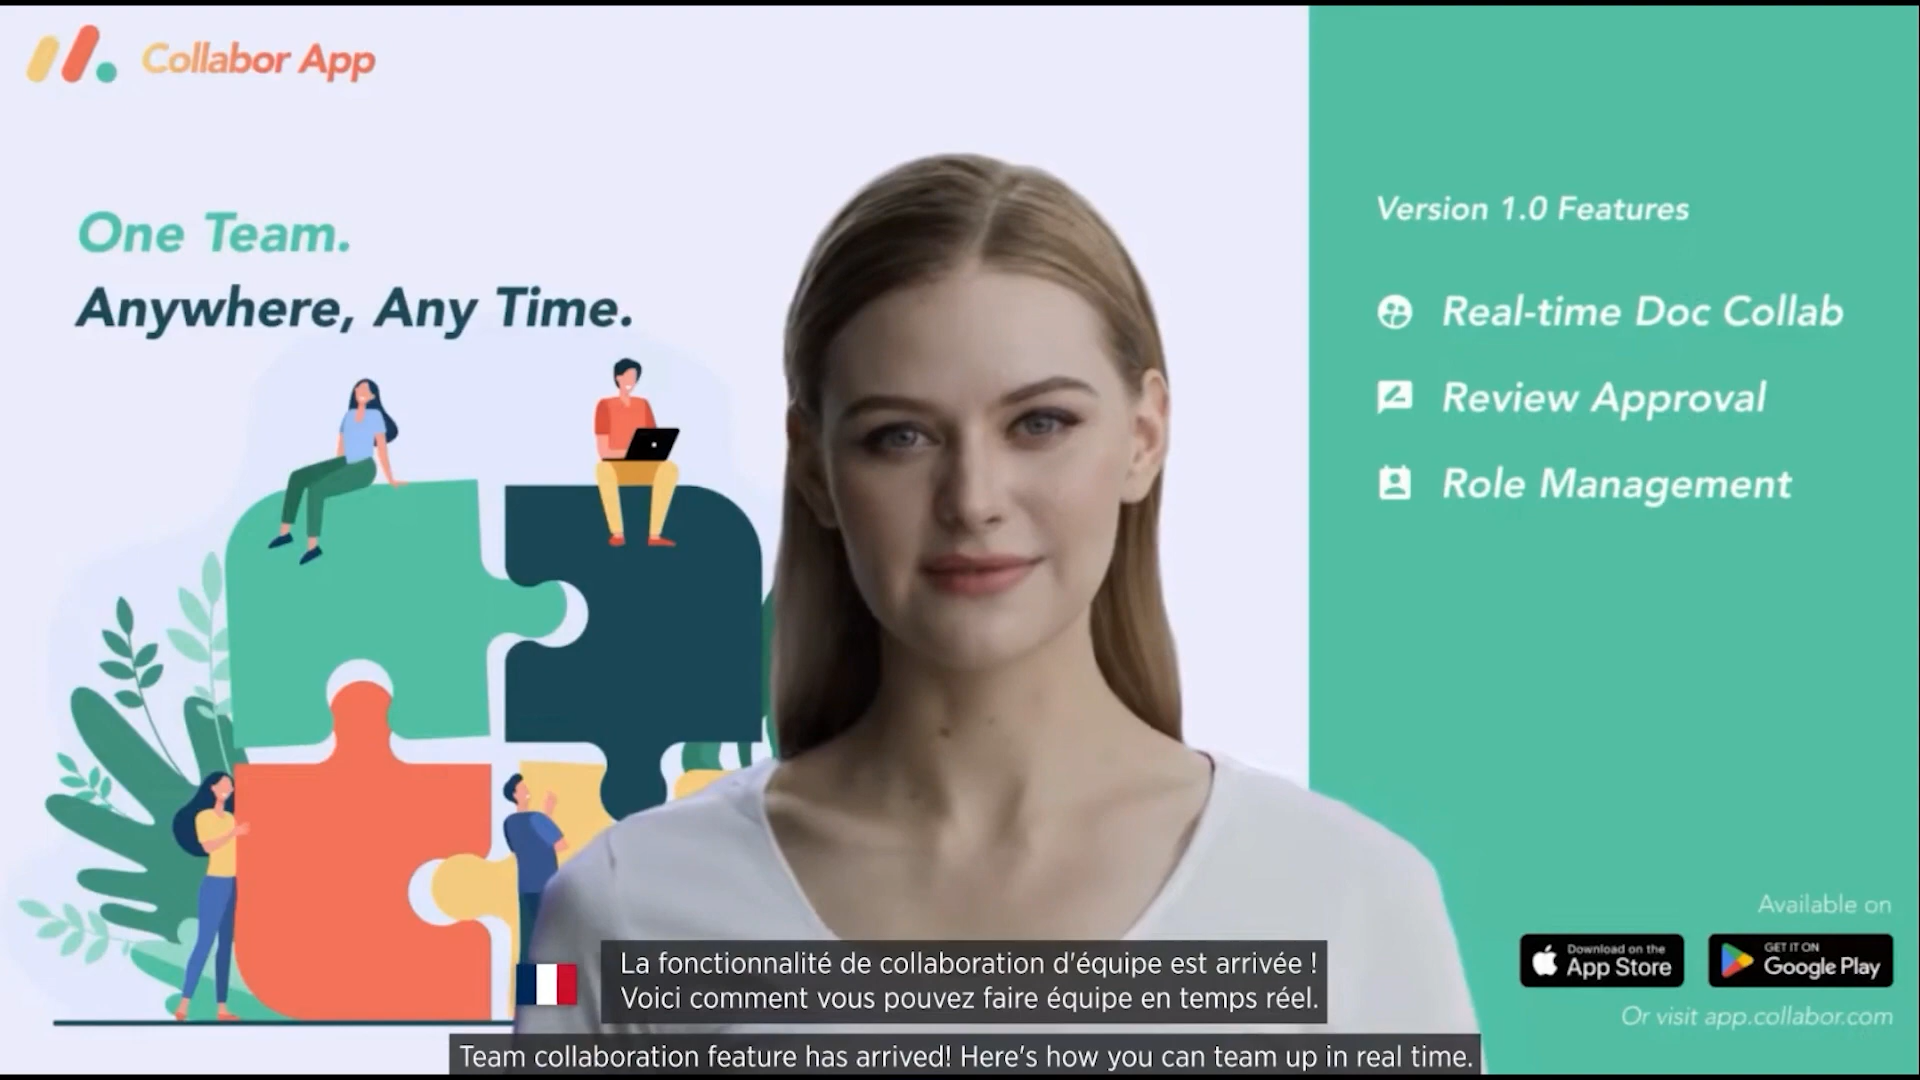 Collabor App
One Team.
Anywhere, Any Time.
Version 1.0 Features
Real-time Doc Collab
Review Approval
Role Management
Available on
Download on the
App Store
GET IT ON
Google Play
Or visit app.collabor.com
La fonctionnalité de collaboration d'équipe est arrivée !
Voici comment vous pouvez faire équipe en temps réel.
Team collaboration feature has arrived! Here's how you can team up in real time.